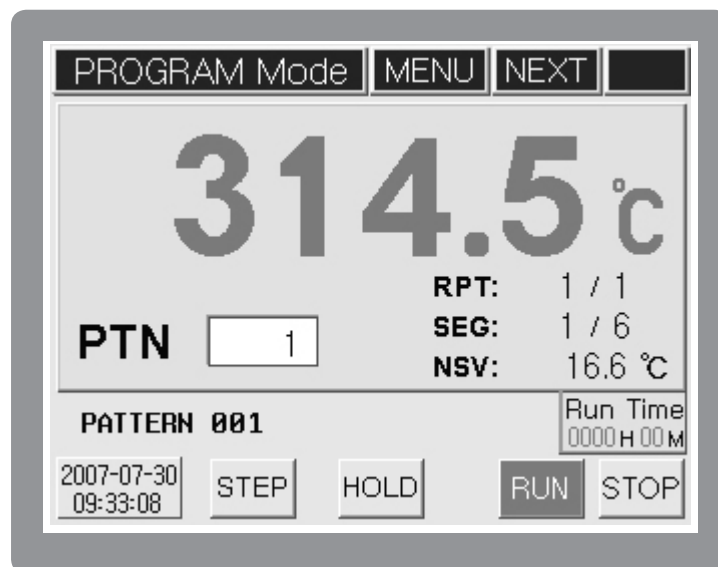 PROGRAM Mode MENU NEXT
314.5 ℃
RPT: 1 / 1
PTN 1 SEG: 1 / 6
NSV: 16.6 ℃
PATTERN 001
Run Time
0000 H 00 M
2007-07-30
09:33:08
STEP HOLD RUN STOP